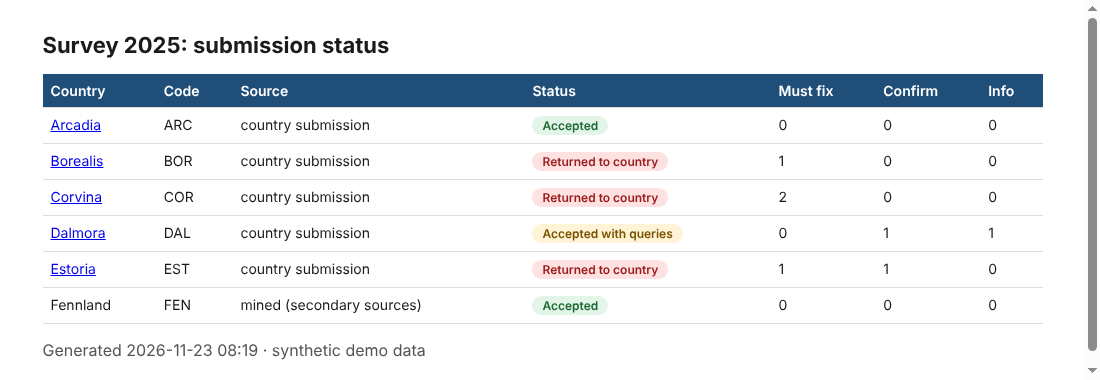 Survey 2025: submission status
Country Code Source Status Must fix Confirm Info
Arcadia ARC country submission Accepted 0 0 0
Borealis BOR country submission Returned to country 1 0 0
Corvina COR country submission Returned to country 2 0 0
Dalmora DAL country submission Accepted with queries 0 1 1
Estoria EST country submission Returned to country 1 1 0
Fennland FEN mined (secondary sources) Accepted 0 0 0
Generated 2026-11-23 08:19 · synthetic demo data